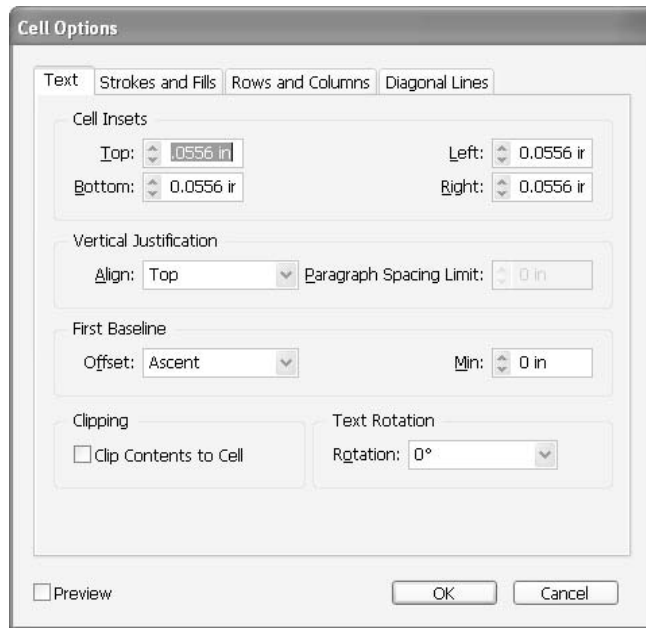 Cell Options
Text Strokes and Fills Rows and Columns Diagonal Lines
Cell Insets
Top: .0556 in Left: 0.0556 ir
Bottom: 0.0556 ir Right: 0.0556 ir
Vertical Justification
Align: Top Paragraph Spacing Limit: 0 in
First Baseline
Offset: Ascent Min: 0 in
Clipping Text Rotation
Clip Contents to Cell Rotation: 0°
Preview OK Cancel